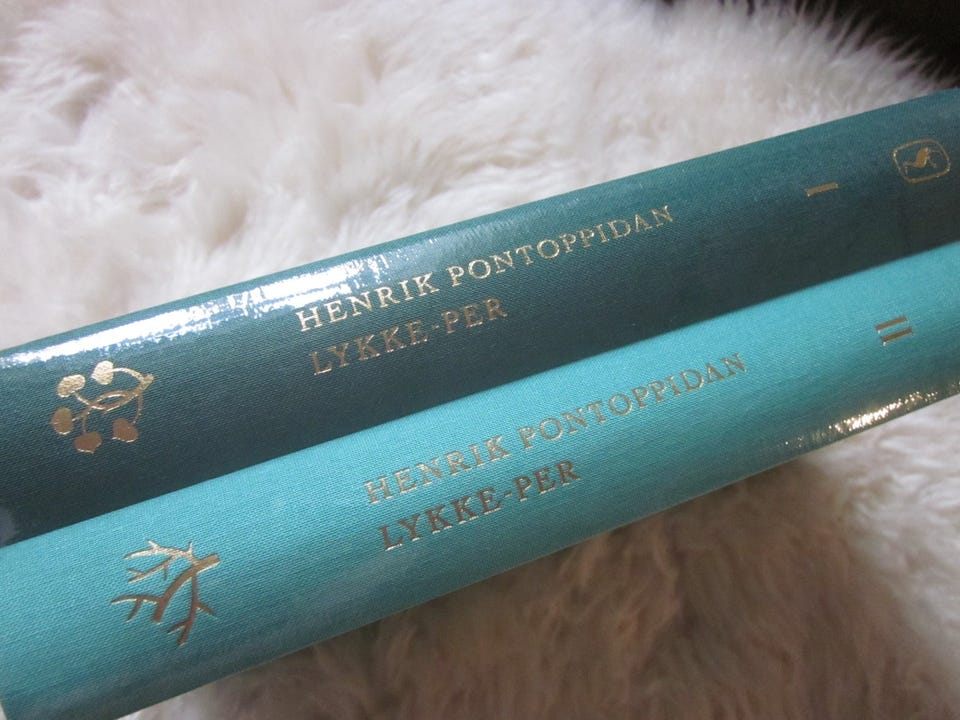 HENRIK PONTOPPIDAN
LYKKE-PER
I
HENRIK PONTOPPIDAN
LYKKE-PER
II